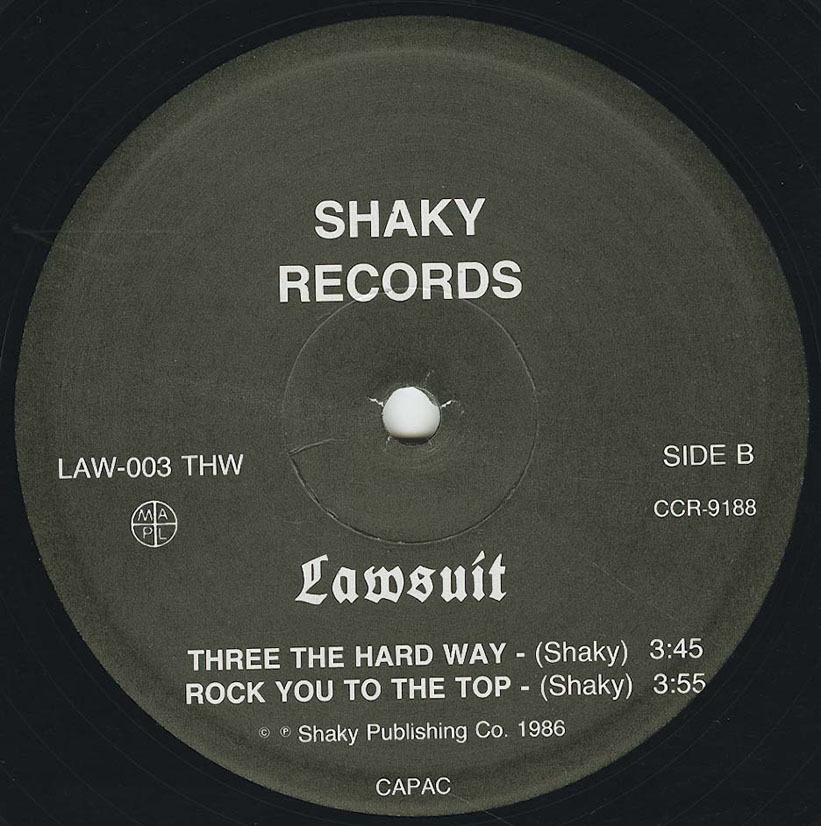 SHAKY
RECORDS
LAW-003 THW
SIDE B
MAPL
CCR-9188
Lawsuit
THREE THE HARD WAY - (Shaky) 3:45
ROCK YOU TO THE TOP - (Shaky) 3:55
© ℗ Shaky Publishing Co. 1986
CAPAC